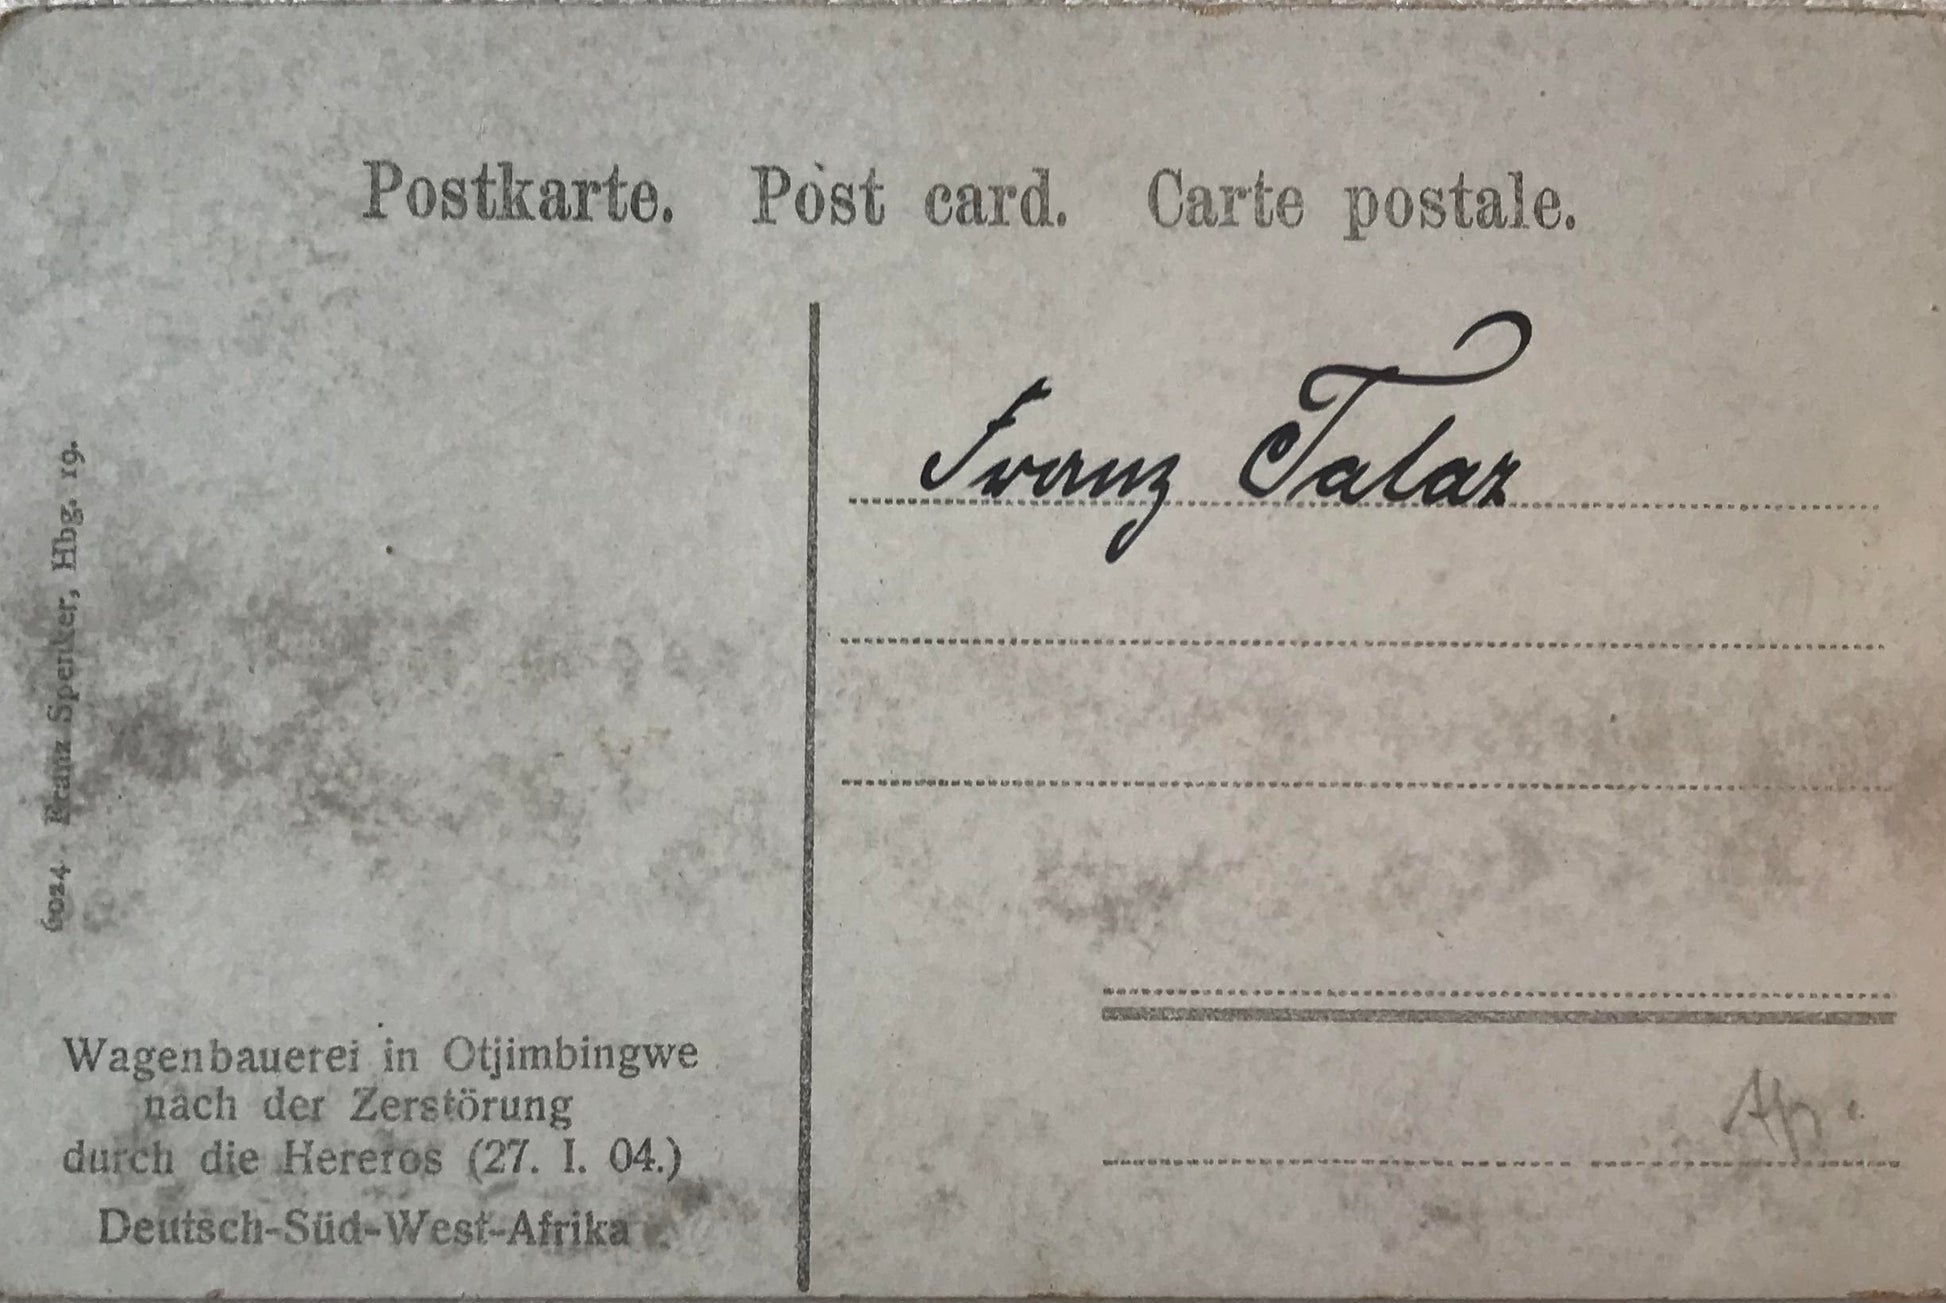 Postkarte. Post card. Carte postale.
Franz Talaz
6024 Franz Spenker, Hbg. 19.
Wagenbauerei in Otjimbingwe
nach der Zerstörung
durch die Hereros (27. I. 04.)
Deutsch-Süd-West-Afrika